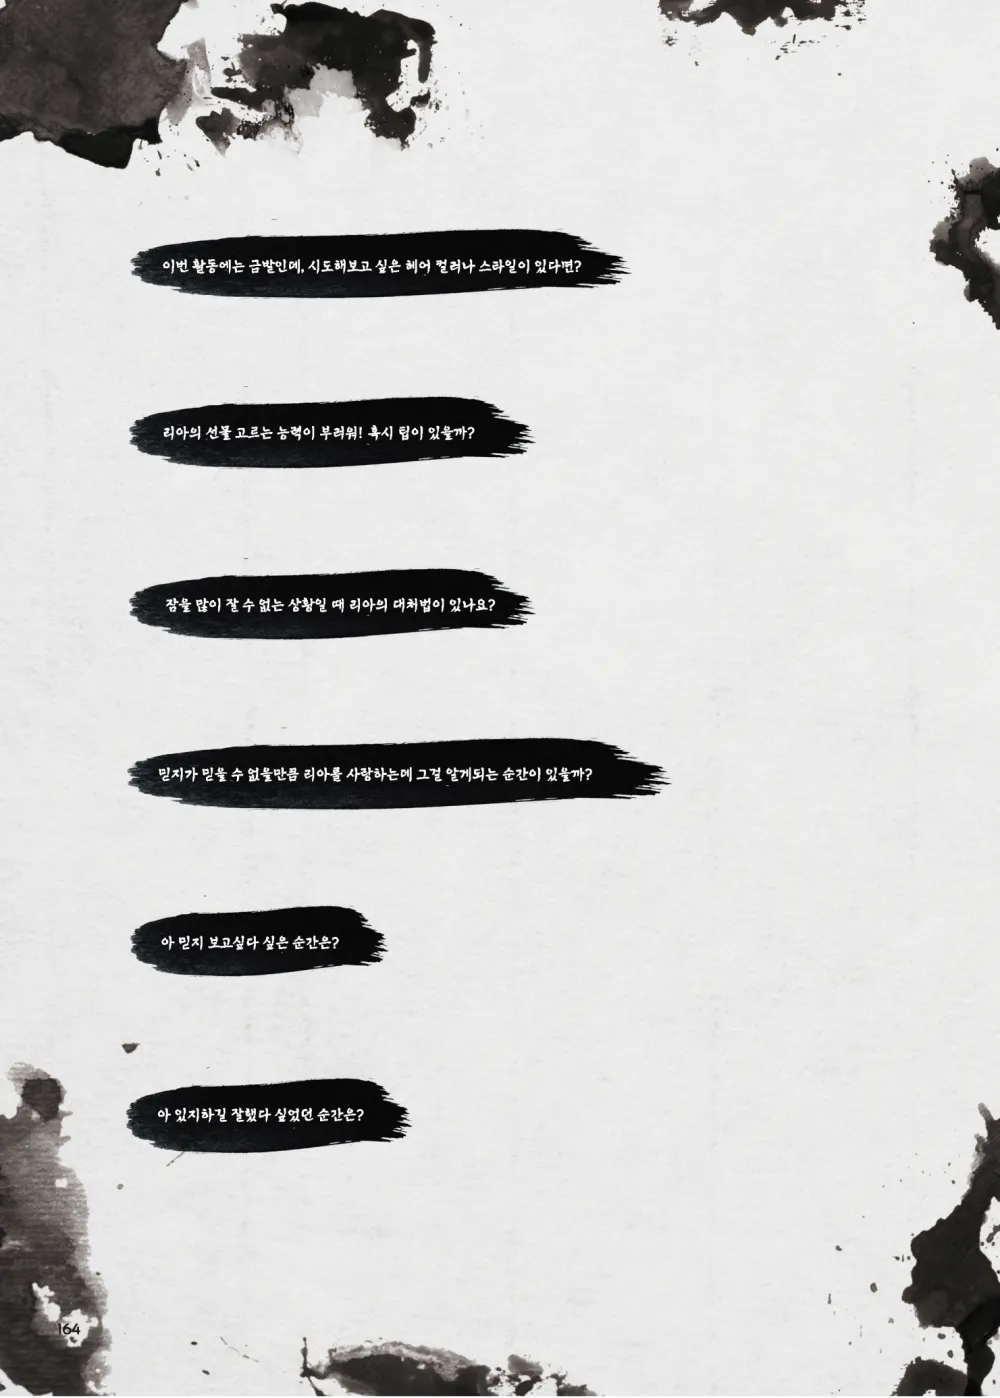 이번 활동에는 금발인데, 시도해보고 싶은 헤어 컬러나 스타일이 있다면?
리아의 선물 고르는 능력이 부러워! 혹시 팁이 있을까?
잠을 많이 잘 수 없는 상황일 때 리아의 대처법이 있나요?
믿지가 믿을 수 없을만큼 리아를 사랑하는데 그걸 알게되는 순간이 있을까?
아 믿지 보고싶다 싶은 순간은?
아 있지하길 잘했다 싶었던 순간은?
164